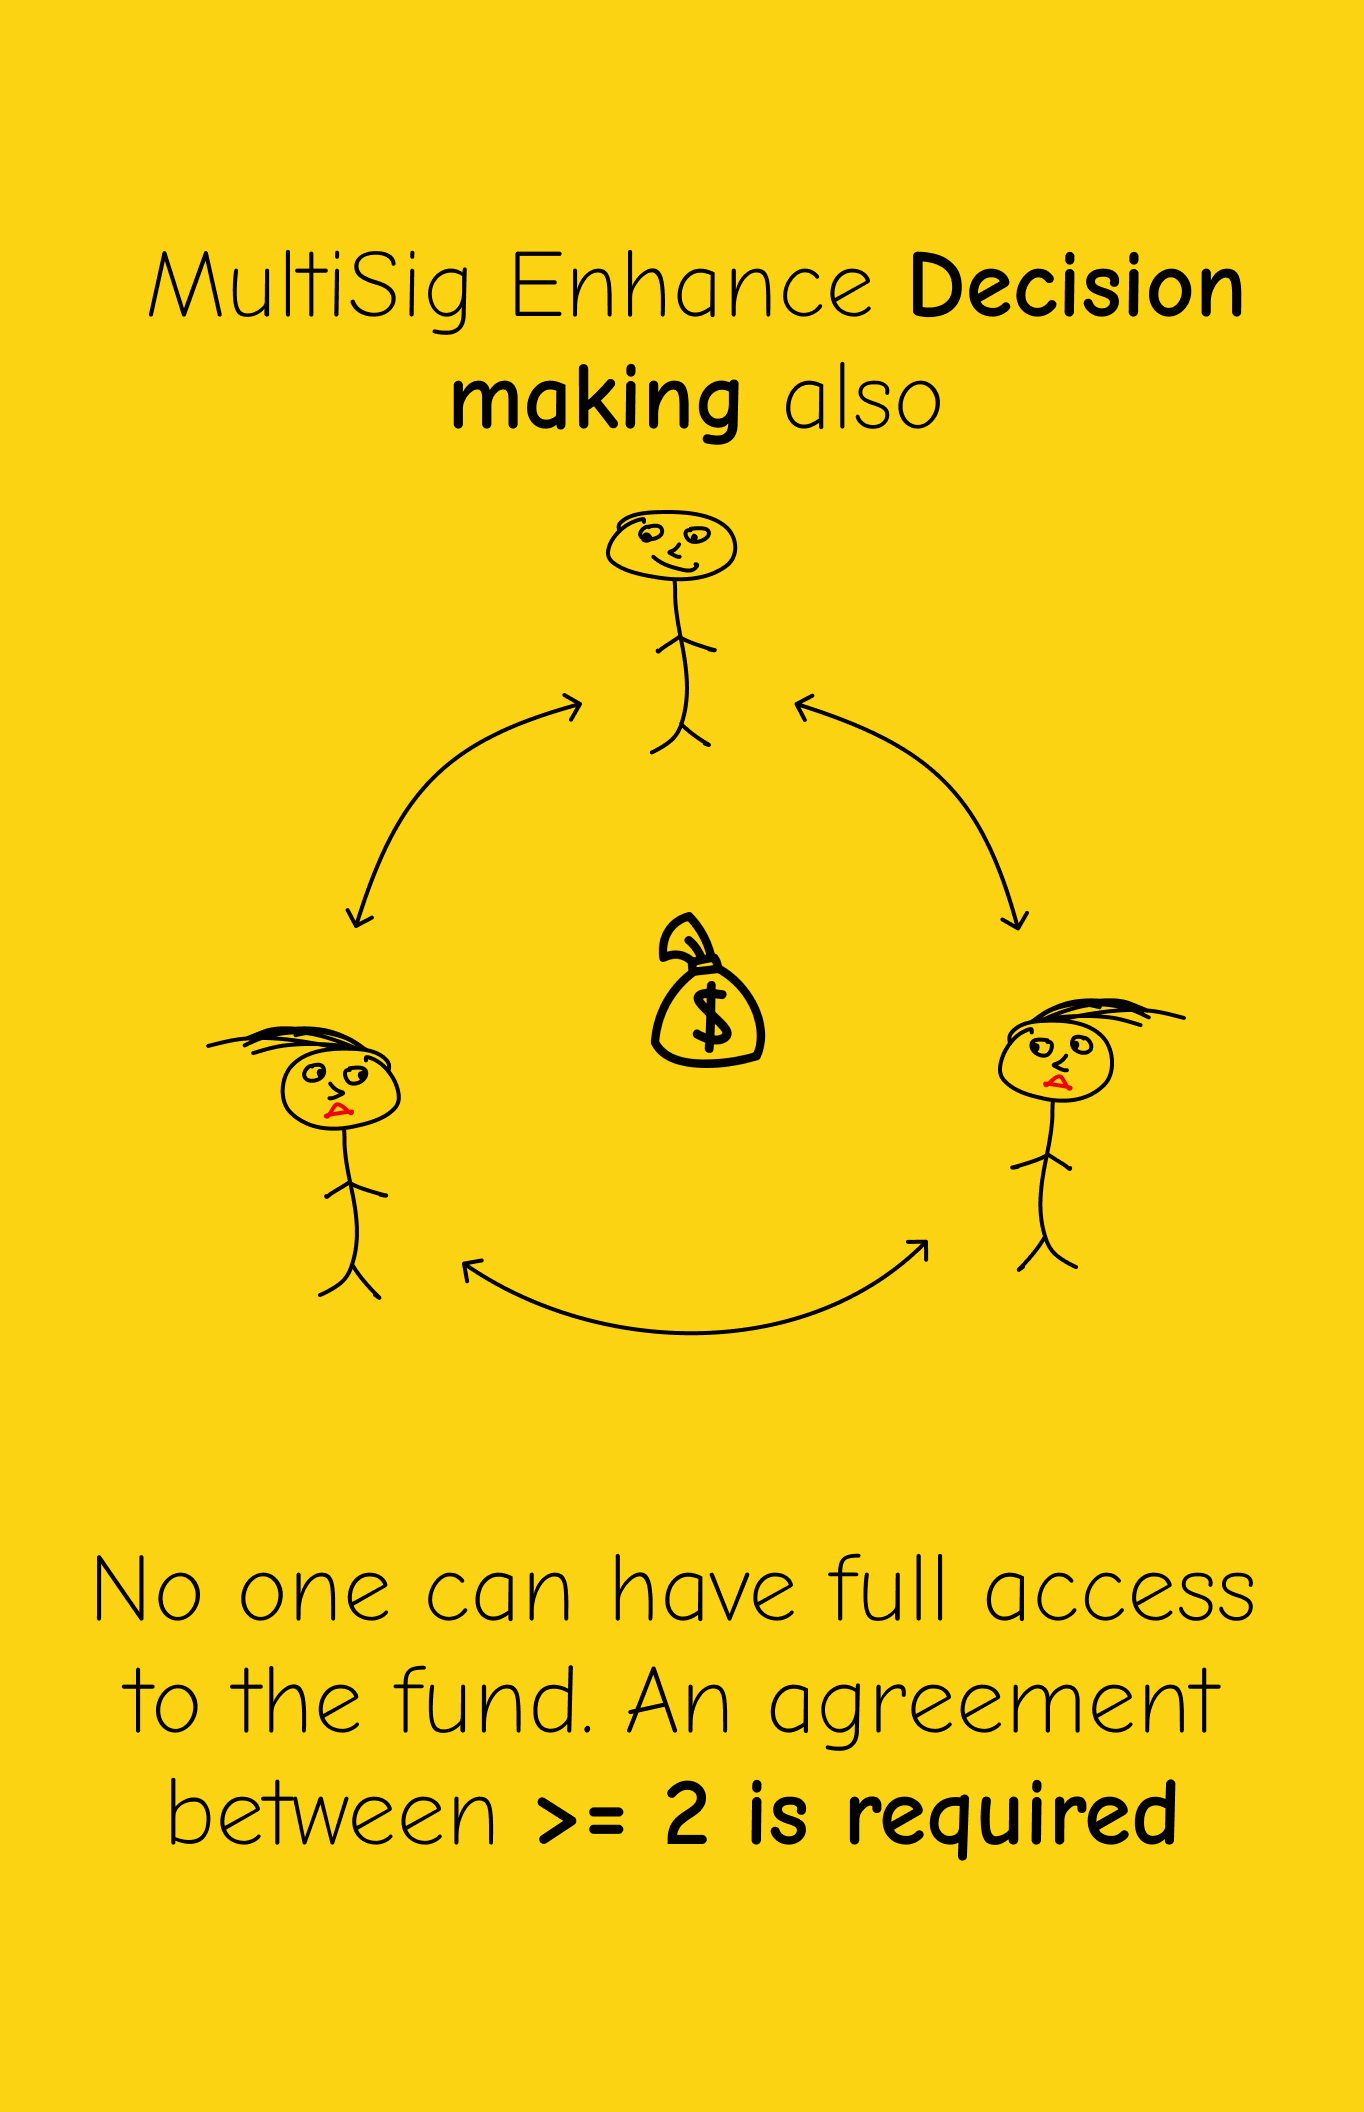 MultiSig Enhance Decision
making also
$
No one can have full access
to the fund. An agreement
between >= 2 is required